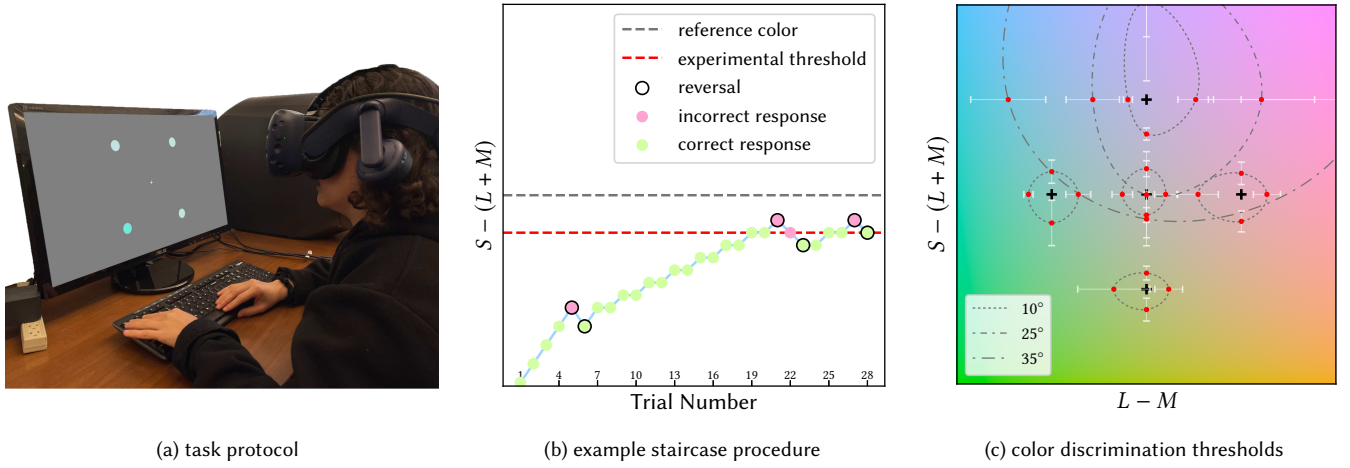 reference color
experimental threshold
reversal
incorrect response
correct response
S − (L + M)
1 4 7 10 13 16 19 22 25 28
Trial Number
S − (L + M)
10°
25°
35°
L − M
(a) task protocol
(b) example staircase procedure
(c) color discrimination thresholds